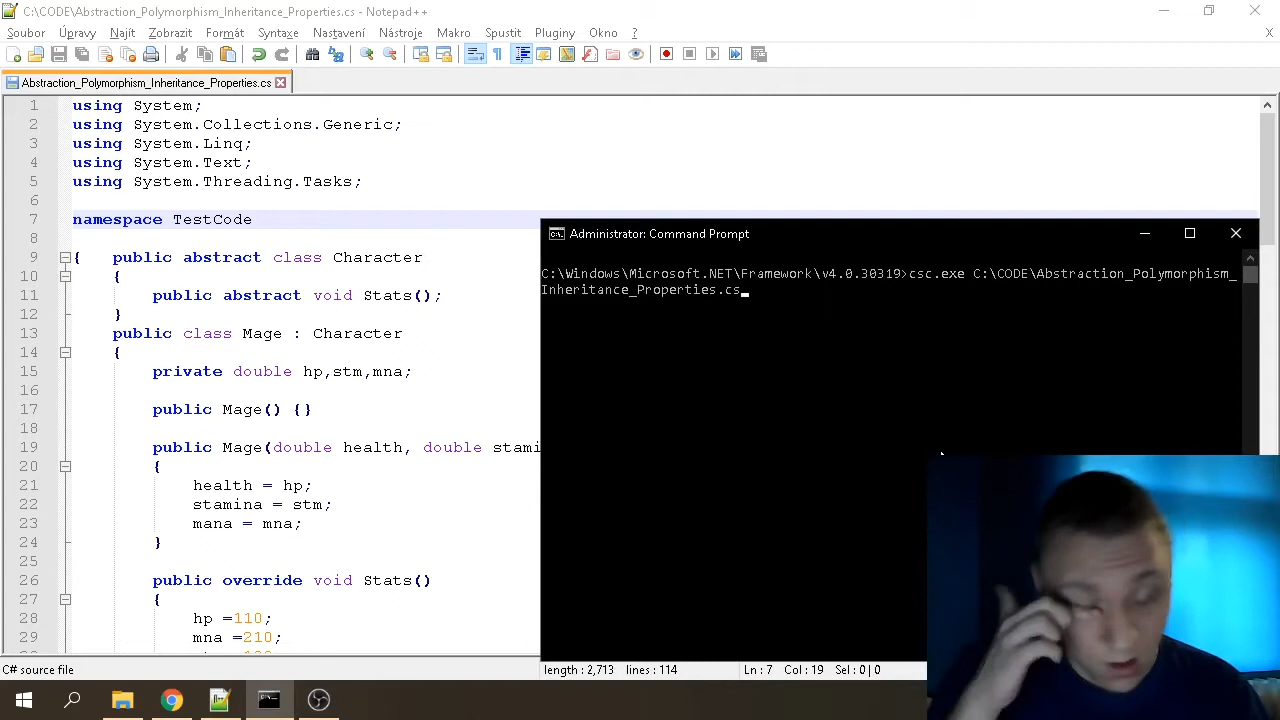 C:\CODE\Abstraction_Polymorphism_Inheritance_Properties.cs - Notepad++
Soubor Úpravy Najít Zobrazit Formát Syntaxe Nastavení Nástroje Makro Spustit Pluginy Okno ? X
Abstraction_Polymorphism_Inheritance_Properties.cs
1 using System;
2 using System.Collections.Generic;
3 using System.Linq;
4 using System.Text;
5 using System.Threading.Tasks;
6
7 namespace TestCode
8
9 { public abstract class Character
10 {
11 public abstract void Stats();
12 }
13 public class Mage : Character
14 {
15 private double hp,stm,mna;
16
17 public Mage() {}
18
19 public Mage(double health, double stami
20 {
21 health = hp;
22 stamina = stm;
23 mana = mna;
24 }
25
26 public override void Stats()
27 {
28 hp =110;
29 mna =210;
Administrator: Command Prompt
C:\Windows\Microsoft.NET\Framework\v4.0.30319>csc.exe C:\CODE\Abstraction_Polymorphism_
Inheritance_Properties.cs
C# source file length : 2,713 lines : 114 Ln : 7 Col : 19 Sel : 0 | 0